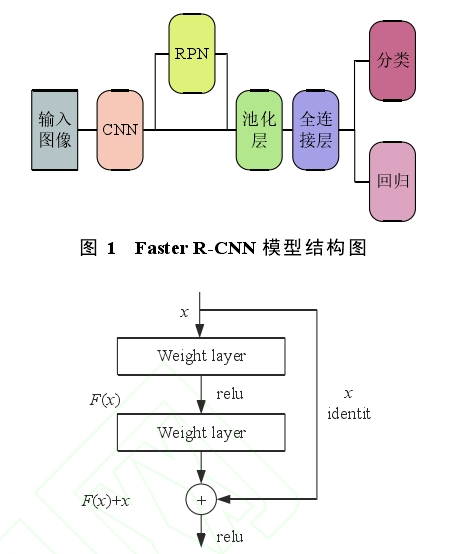 RPN
分类
输入
图像
CNN
池化
层
全连
接层
回归
图 1 Faster R-CNN 模型结构图
x
Weight layer
relu
F(x)
x
identit
Weight layer
F(x)+x
+
relu